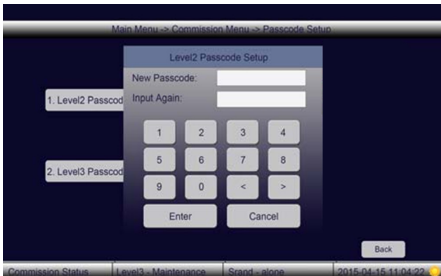 Main Menu -> Commission Menu -> Passcode Setup
Level2 Passcode Setup
New Passcode:
Input Again:
1. Level2 Passcod
2. Level3 Passcod
1 2 3 4
5 6 7 8
9 0 < >
Enter Cancel
Back
Commission Status Level3 - Maintenance Srand - alone 2015-04-15 11:04:22